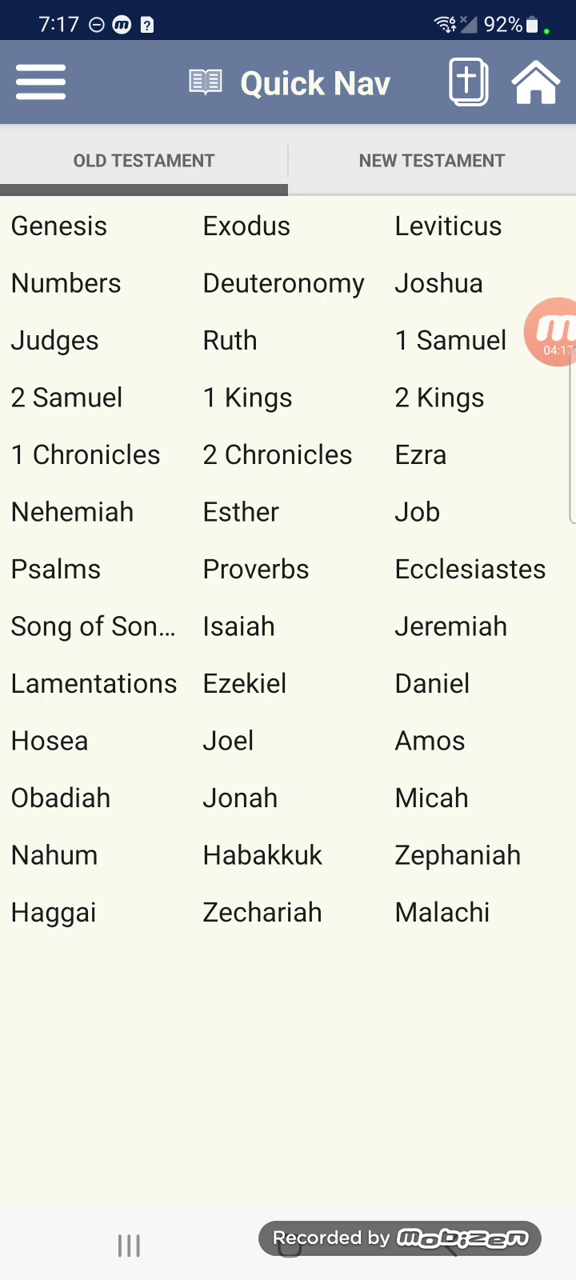 7:17 92%
Quick Nav
OLD TESTAMENT NEW TESTAMENT
Genesis Exodus Leviticus
Numbers Deuteronomy Joshua
Judges Ruth 1 Samuel
04:17
2 Samuel 1 Kings 2 Kings
1 Chronicles 2 Chronicles Ezra
Nehemiah Esther Job
Psalms Proverbs Ecclesiastes
Song of Son... Isaiah Jeremiah
Lamentations Ezekiel Daniel
Hosea Joel Amos
Obadiah Jonah Micah
Nahum Habakkuk Zephaniah
Haggai Zechariah Malachi
Recorded by mobizen